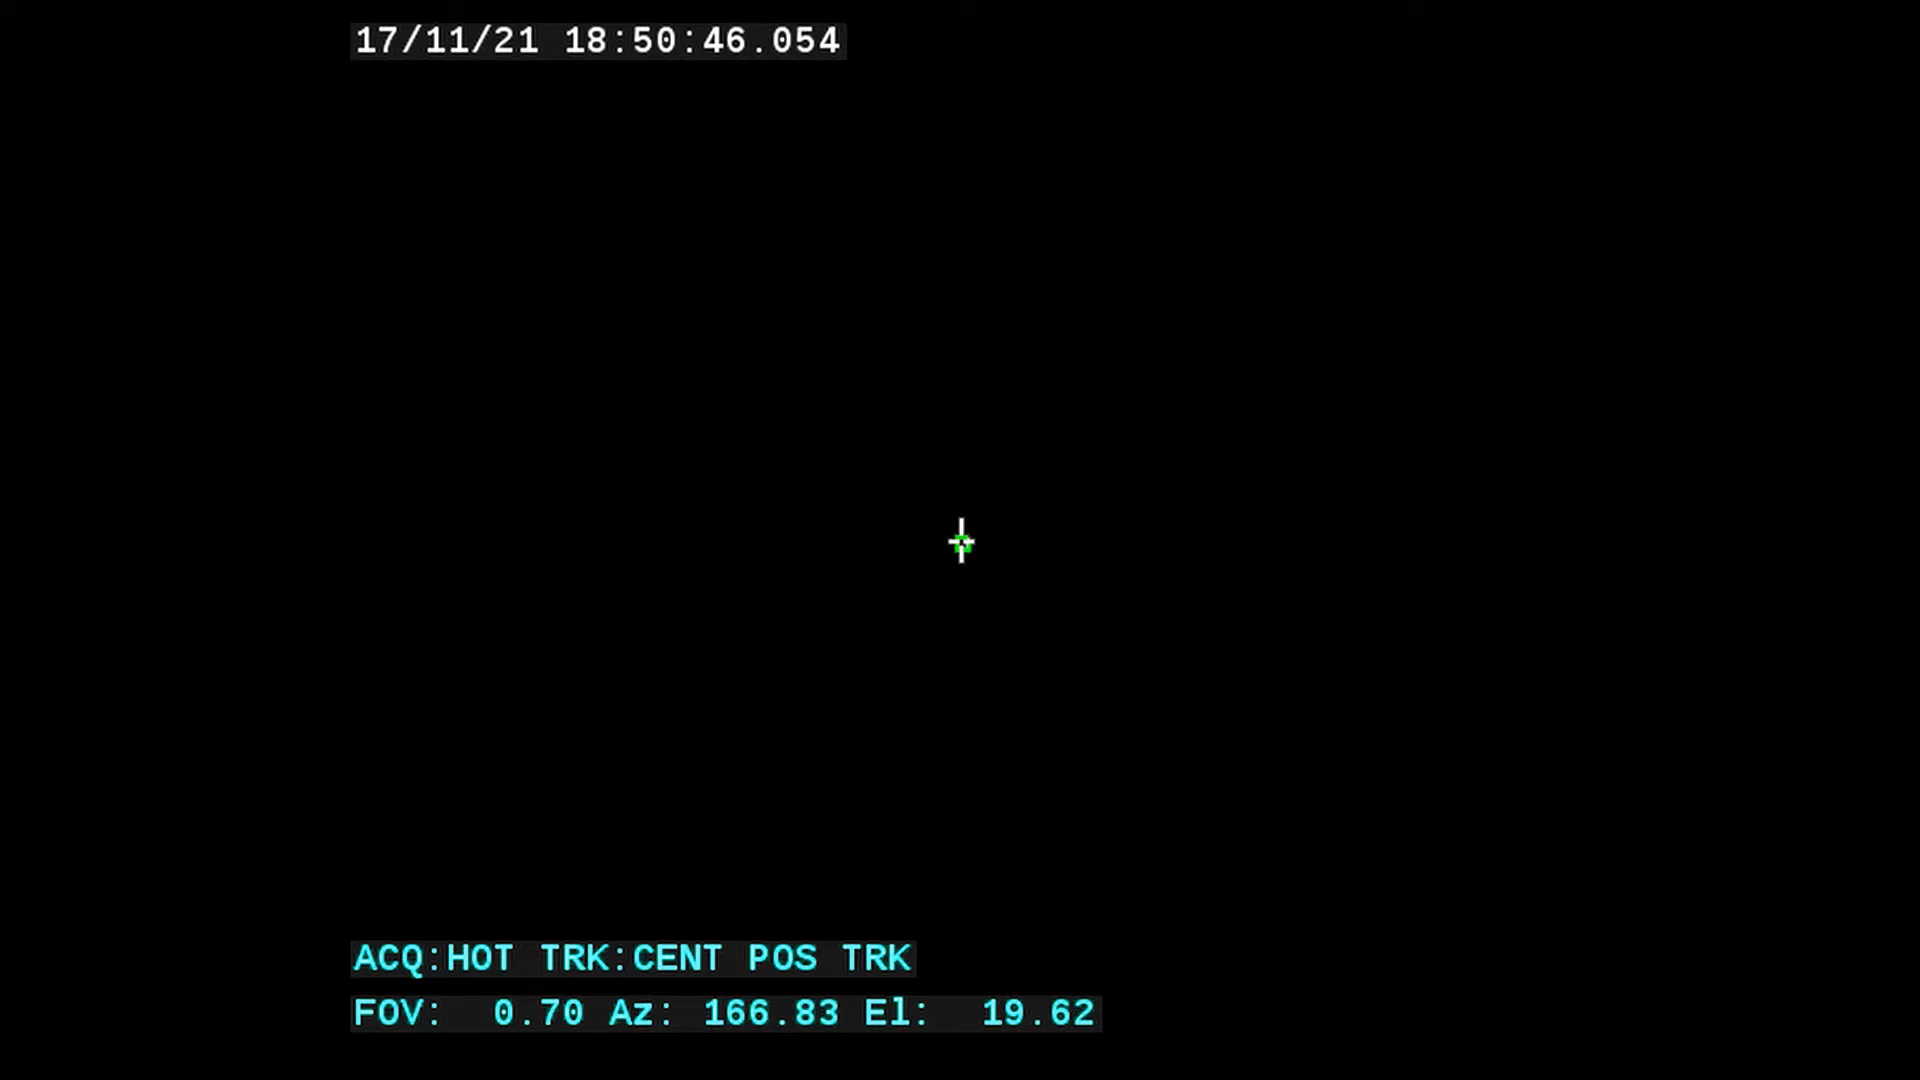 17/11/21 18:50:46.054
ACQ:HOT TRK:CENT POS TRK
FOV: 0.70 Az: 166.83 El: 19.62